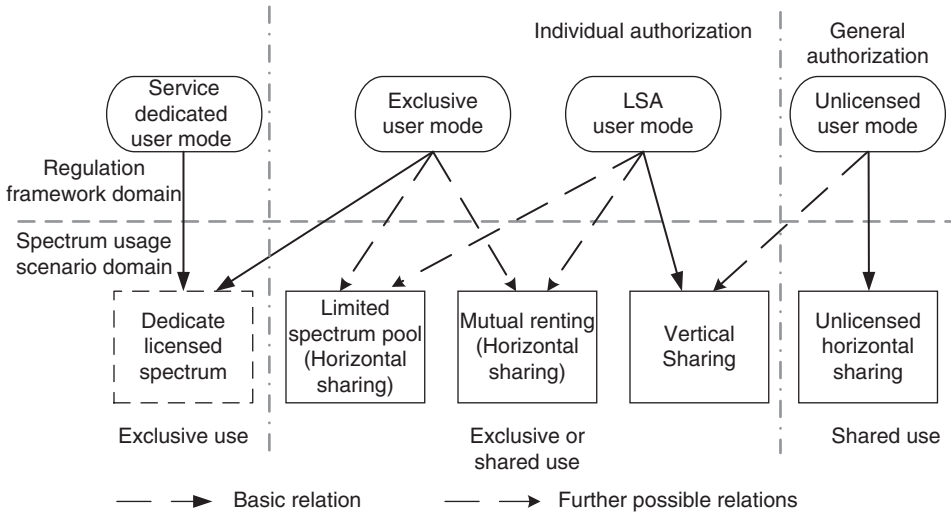 Individual authorization
General
authorization
Service
dedicated
user mode
Exclusive
user mode
LSA
user mode
Unlicensed
user mode
Regulation
framework domain
Spectrum usage
scenario domain
Dedicate
licensed
spectrum
Limited
spectrum pool
(Horizontal
sharing)
Mutual renting
(Horizontal
sharing)
Vertical
Sharing
Unlicensed
horizontal
sharing
Exclusive use
Exclusive or
shared use
Shared use
Basic relation
Further possible relations